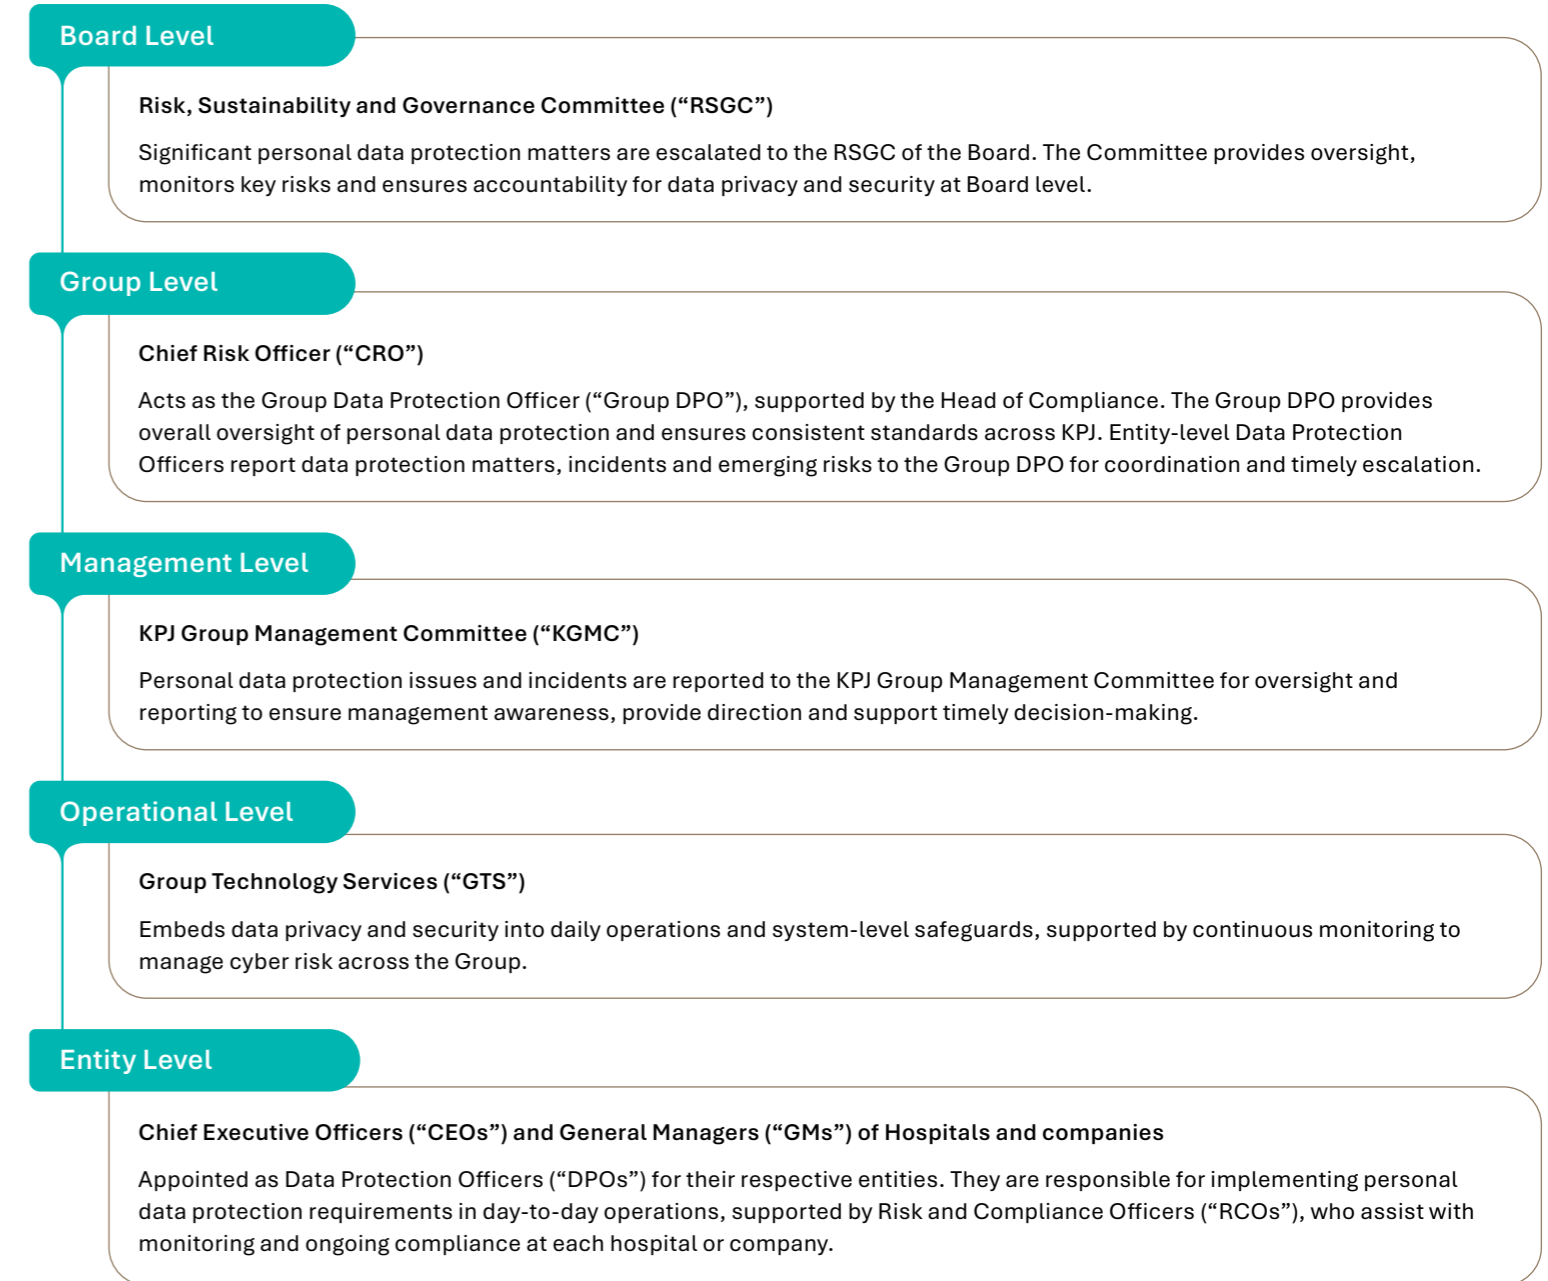 Board Level
Risk, Sustainability and Governance Committee (“RSGC”)
Significant personal data protection matters are escalated to the RSGC of the Board. The Committee provides oversight,
monitors key risks and ensures accountability for data privacy and security at Board level.
Group Level
Chief Risk Officer (“CRO”)
Acts as the Group Data Protection Officer (“Group DPO”), supported by the Head of Compliance. The Group DPO provides
overall oversight of personal data protection and ensures consistent standards across KPJ. Entity-level Data Protection
Officers report data protection matters, incidents and emerging risks to the Group DPO for coordination and timely escalation.
Management Level
KPJ Group Management Committee (“KGMC”)
Personal data protection issues and incidents are reported to the KPJ Group Management Committee for oversight and
reporting to ensure management awareness, provide direction and support timely decision-making.
Operational Level
Group Technology Services (“GTS”)
Embeds data privacy and security into daily operations and system-level safeguards, supported by continuous monitoring to
manage cyber risk across the Group.
Entity Level
Chief Executive Officers (“CEOs”) and General Managers (“GMs”) of Hospitals and companies
Appointed as Data Protection Officers (“DPOs”) for their respective entities. They are responsible for implementing personal
data protection requirements in day-to-day operations, supported by Risk and Compliance Officers (“RCOs”), who assist with
monitoring and ongoing compliance at each hospital or company.